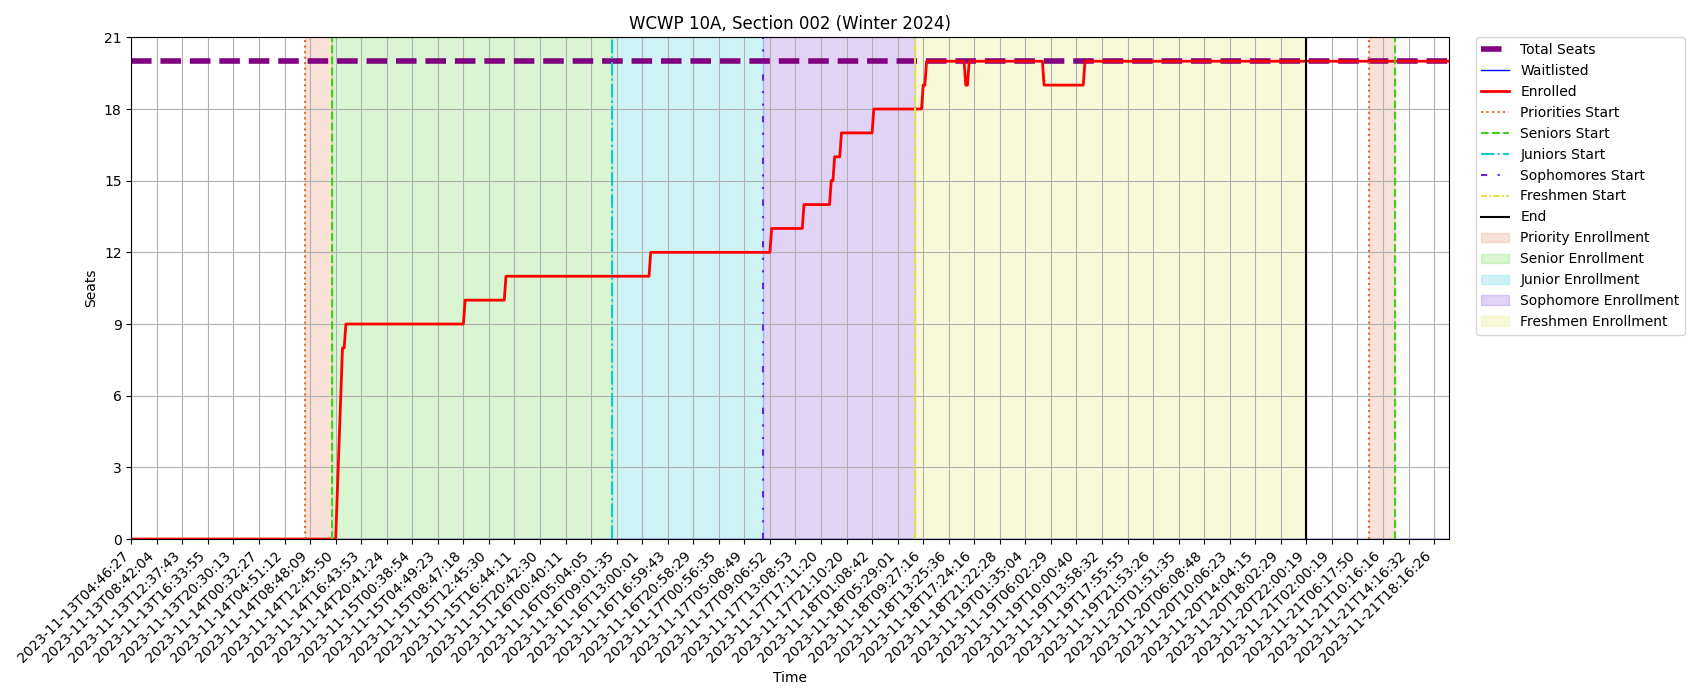 WCWP 10A, Section 002 (Winter 2024)
21
18
15
12
9
6
3
0
Seats
2023-11-13T04:46:27
2023-11-13T08:42:04
2023-11-13T12:37:43
2023-11-13T16:33:55
2023-11-13T20:30:13
2023-11-14T00:32:27
2023-11-14T04:51:12
2023-11-14T08:48:09
2023-11-14T12:45:50
2023-11-14T16:43:53
2023-11-14T20:41:24
2023-11-15T00:38:54
2023-11-15T04:49:23
2023-11-15T08:47:18
2023-11-15T12:45:30
2023-11-15T16:44:11
2023-11-15T20:42:30
2023-11-16T00:40:11
2023-11-16T05:04:05
2023-11-16T09:01:35
2023-11-16T13:00:01
2023-11-16T16:59:43
2023-11-16T20:58:29
2023-11-17T00:56:35
2023-11-17T05:08:49
2023-11-17T09:06:52
2023-11-17T13:08:53
2023-11-17T17:11:20
2023-11-17T21:10:20
2023-11-18T01:08:42
2023-11-18T05:29:01
2023-11-18T09:27:16
2023-11-18T13:25:36
2023-11-18T17:24:16
2023-11-18T21:22:28
2023-11-19T01:35:04
2023-11-19T06:02:29
2023-11-19T10:00:40
2023-11-19T13:58:32
2023-11-19T17:55:55
2023-11-19T21:53:26
2023-11-20T01:51:35
2023-11-20T06:08:48
2023-11-20T10:06:23
2023-11-20T14:04:15
2023-11-20T18:02:29
2023-11-20T22:00:19
2023-11-21T02:00:19
2023-11-21T06:17:50
2023-11-21T10:16:16
2023-11-21T14:16:32
2023-11-21T18:16:26
Time
Total Seats
Waitlisted
Enrolled
Priorities Start
Seniors Start
Juniors Start
Sophomores Start
Freshmen Start
End
Priority Enrollment
Senior Enrollment
Junior Enrollment
Sophomore Enrollment
Freshmen Enrollment